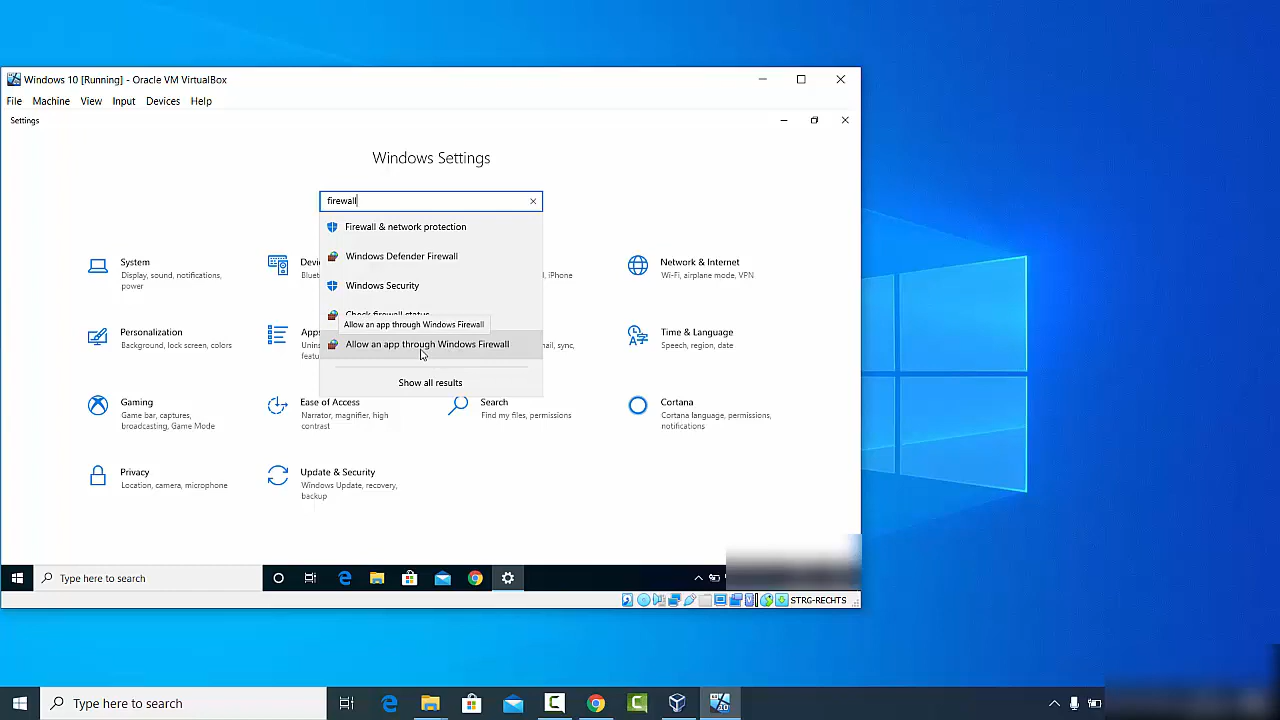 Windows 10 [Running] - Oracle VM VirtualBox
File Machine View Input Devices Help
Settings
Windows Settings
firewall
Firewall & network protection
Windows Defender Firewall
Windows Security
Allow an app through Windows Firewall
Allow an app through Windows Firewall
Show all results
System
Display, sound, notifications,
power
, iPhone
Network & Internet
Wi-Fi, airplane mode, VPN
Personalization
Background, lock screen, colors
Apps
Time & Language
Speech, region, date
Gaming
Game bar, captures,
broadcasting, Game Mode
Ease of Access
Narrator, magnifier, high
contrast
Search
Find my files, permissions
Cortana
Cortana language, permissions,
notifications
Privacy
Location, camera, microphone
Update & Security
Windows Update, recovery,
backup
Type here to search
STRG-RECHTS
Type here to search